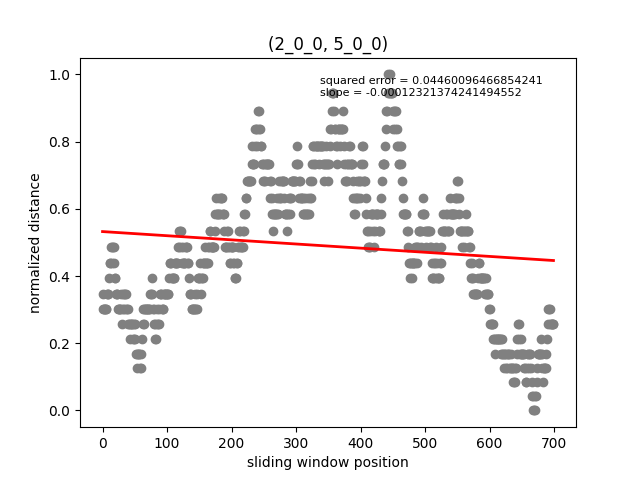 (2_0_0, 5_0_0)
squared error = 0.04460096466854241
slope = -0.00012321374241494552
normalized distance
1.0
0.8
0.6
0.4
0.2
0.0
0 100 200 300 400 500 600 700
sliding window position